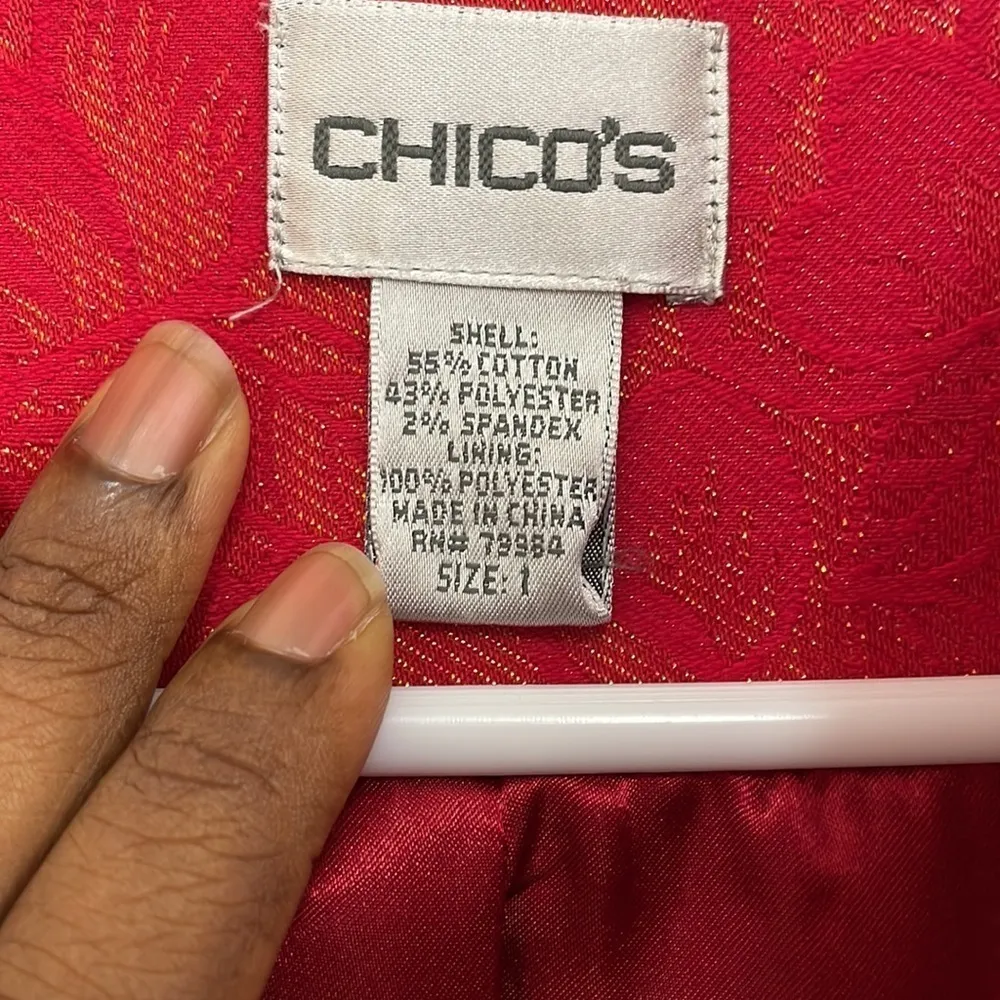 CHICO'S
SHELL:
55% COTTON
43% POLYESTER
2% SPANDEX
LINING:
100% POLYESTER
MADE IN CHINA
RN# 79984
SIZE: 1